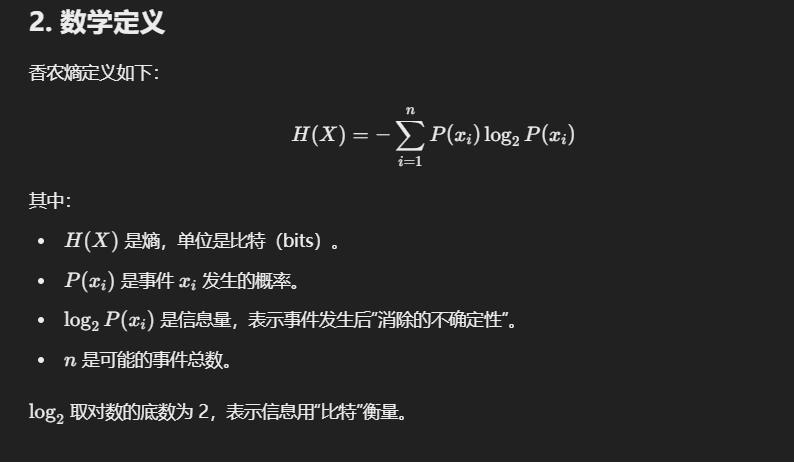 2. 数学定义
香农熵定义如下:
H(X) = −∑_{i=1}^{n} P(x_i) log_2 P(x_i)
其中:
• H(X) 是熵，单位是比特（bits）。
• P(x_i) 是事件 x_i 发生的概率。
• log_2 P(x_i) 是信息量，表示事件发生后"消除的不确定性"。
• n 是可能的事件总数。
log_2 取对数的底数为 2，表示信息用"比特"衡量。